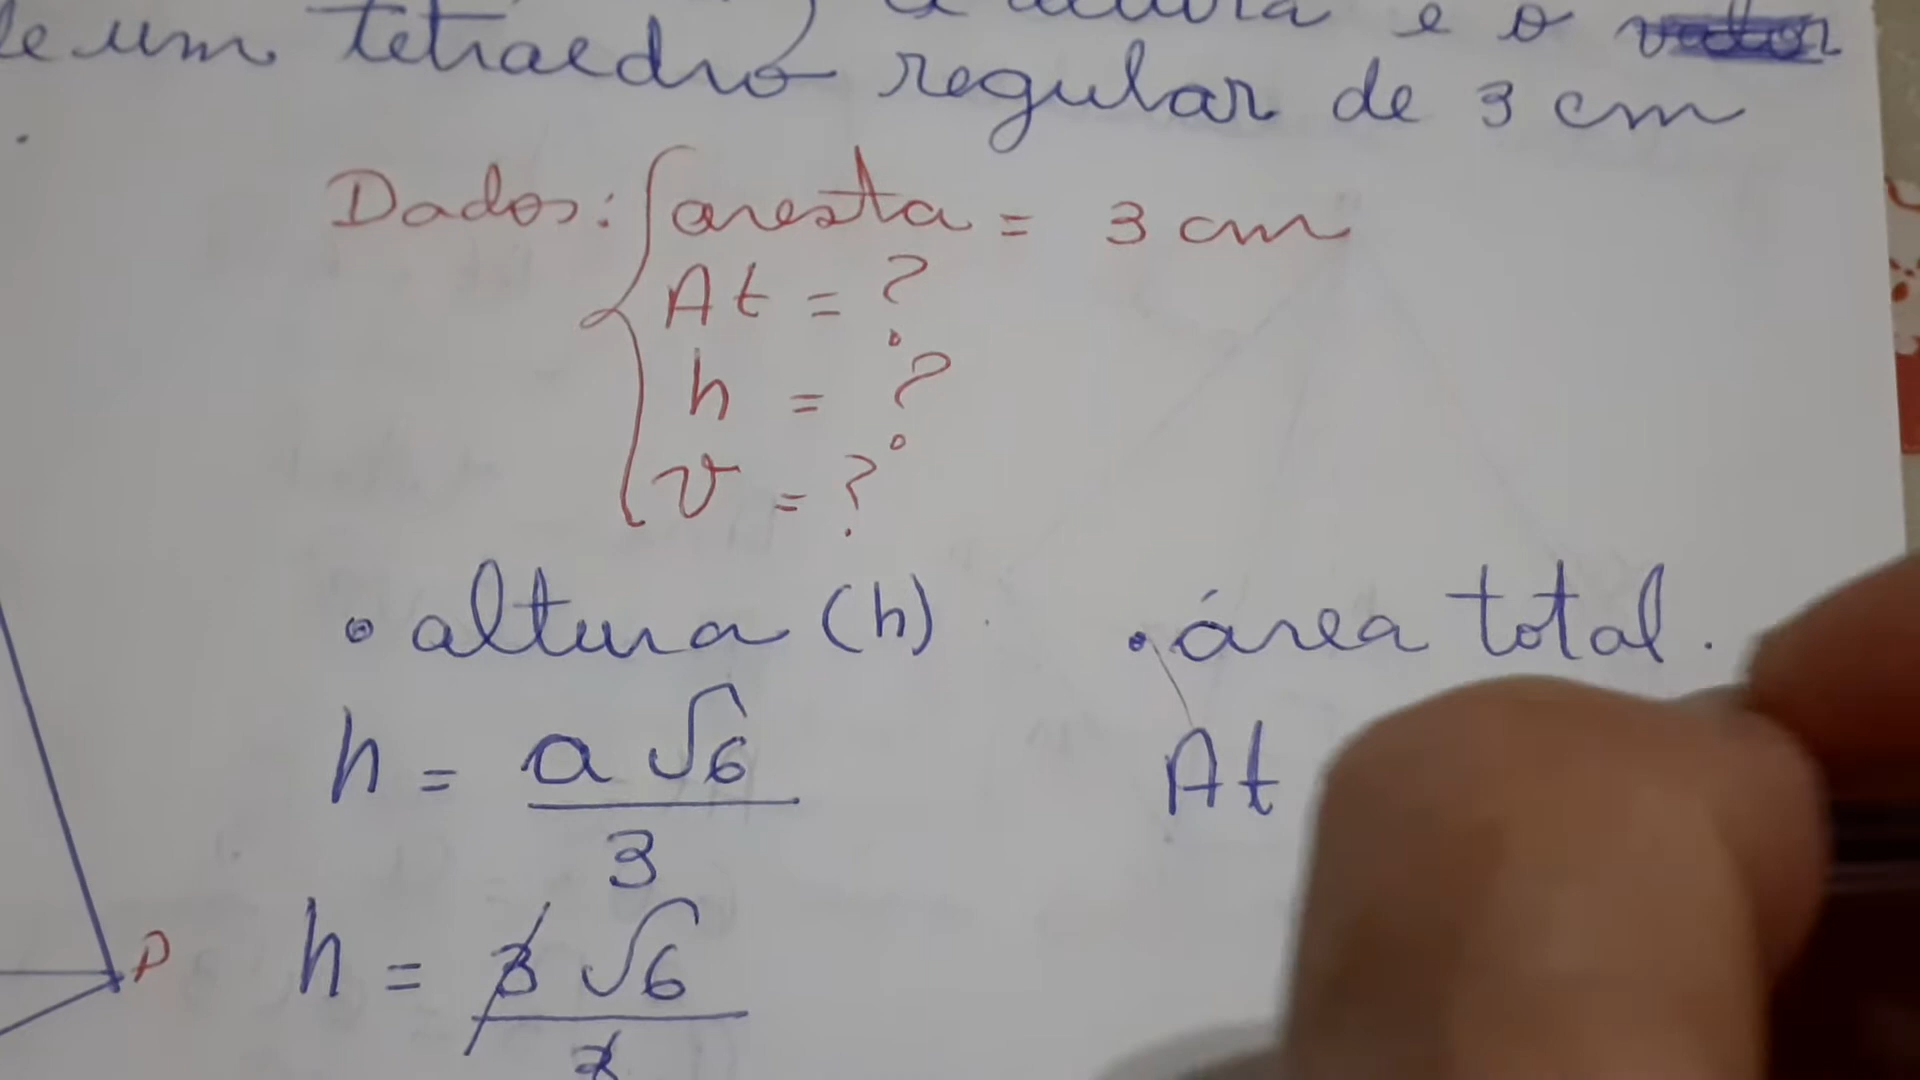 de um tetraedro regular de 3 cm
Dados: { aresta = 3 cm
At = ?
h = ?
v = ?
• altura (h)
h = a √6 / 3
h = 3 √6 / 3
• área total.
At
D